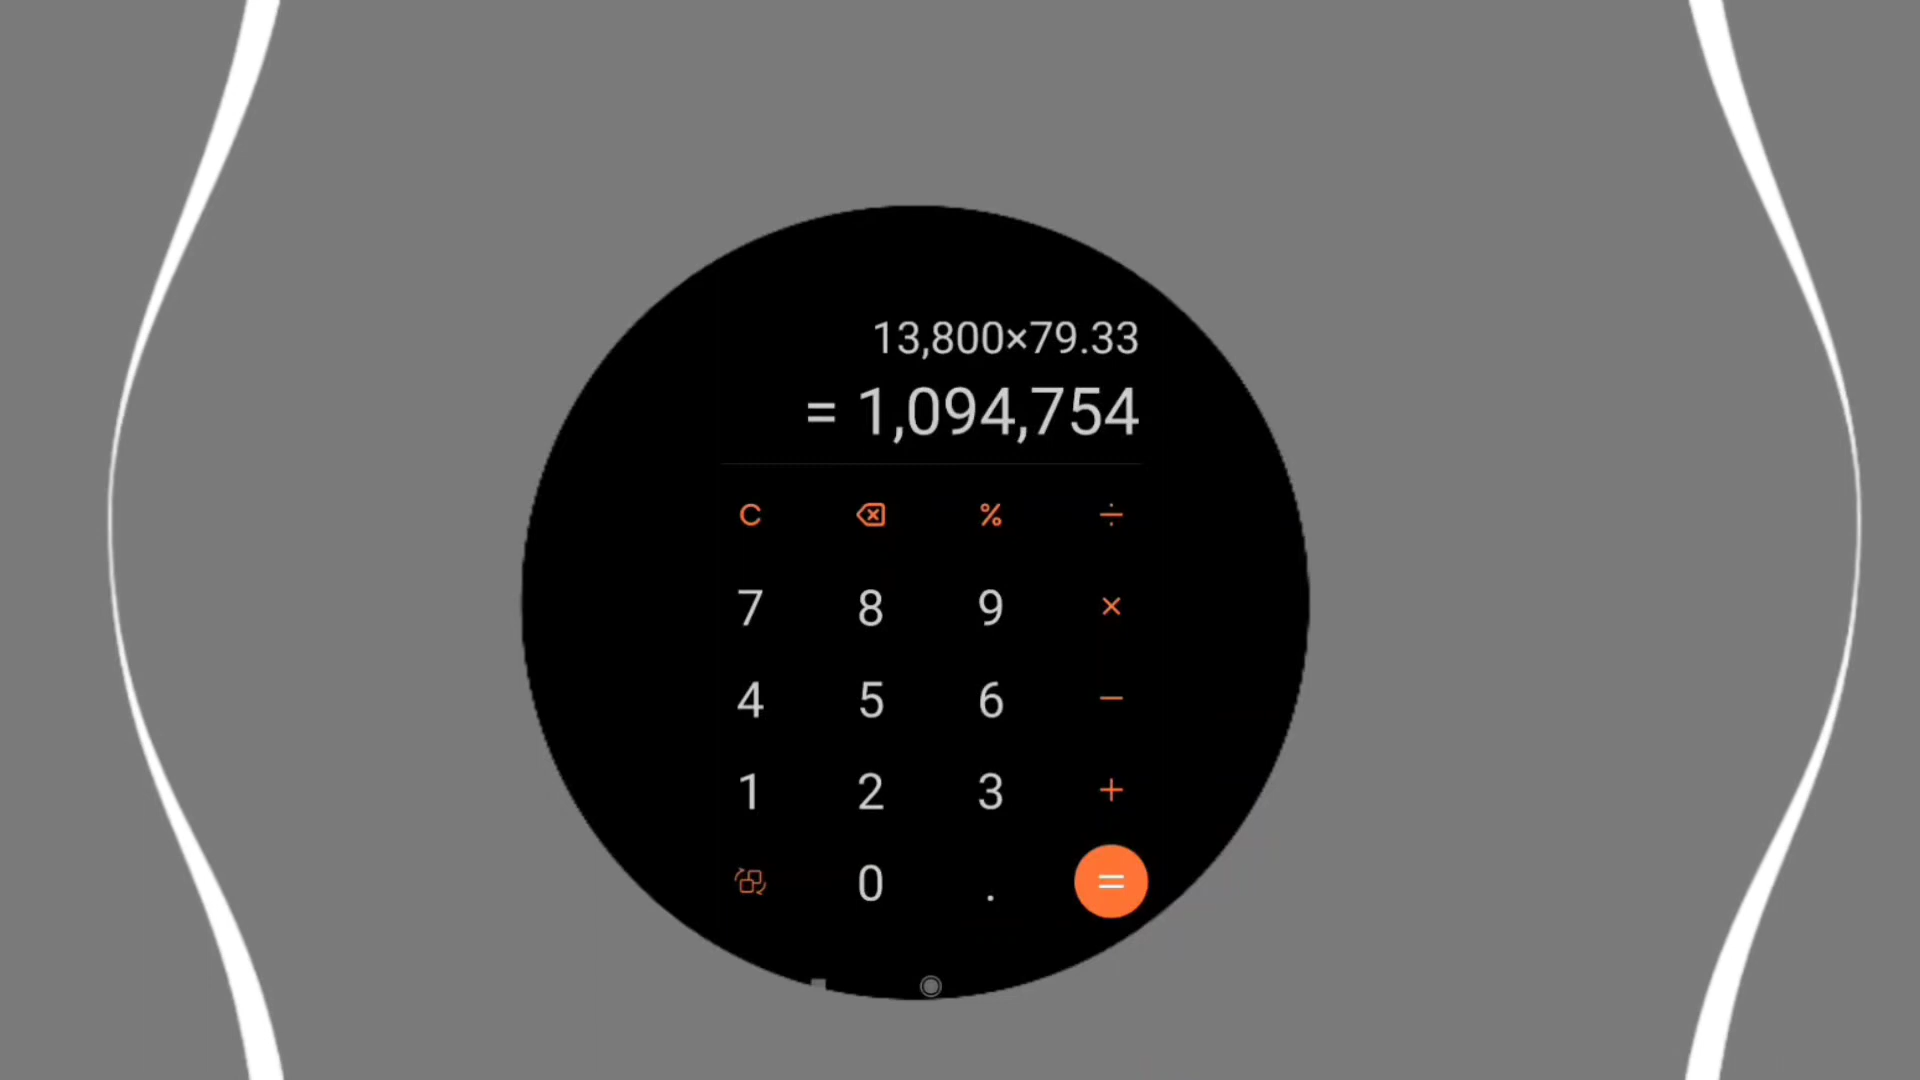 13,800×79.33
= 1,094,754
C % ÷
7 8 9 ×
4 5 6 −
1 2 3 +
0 . =